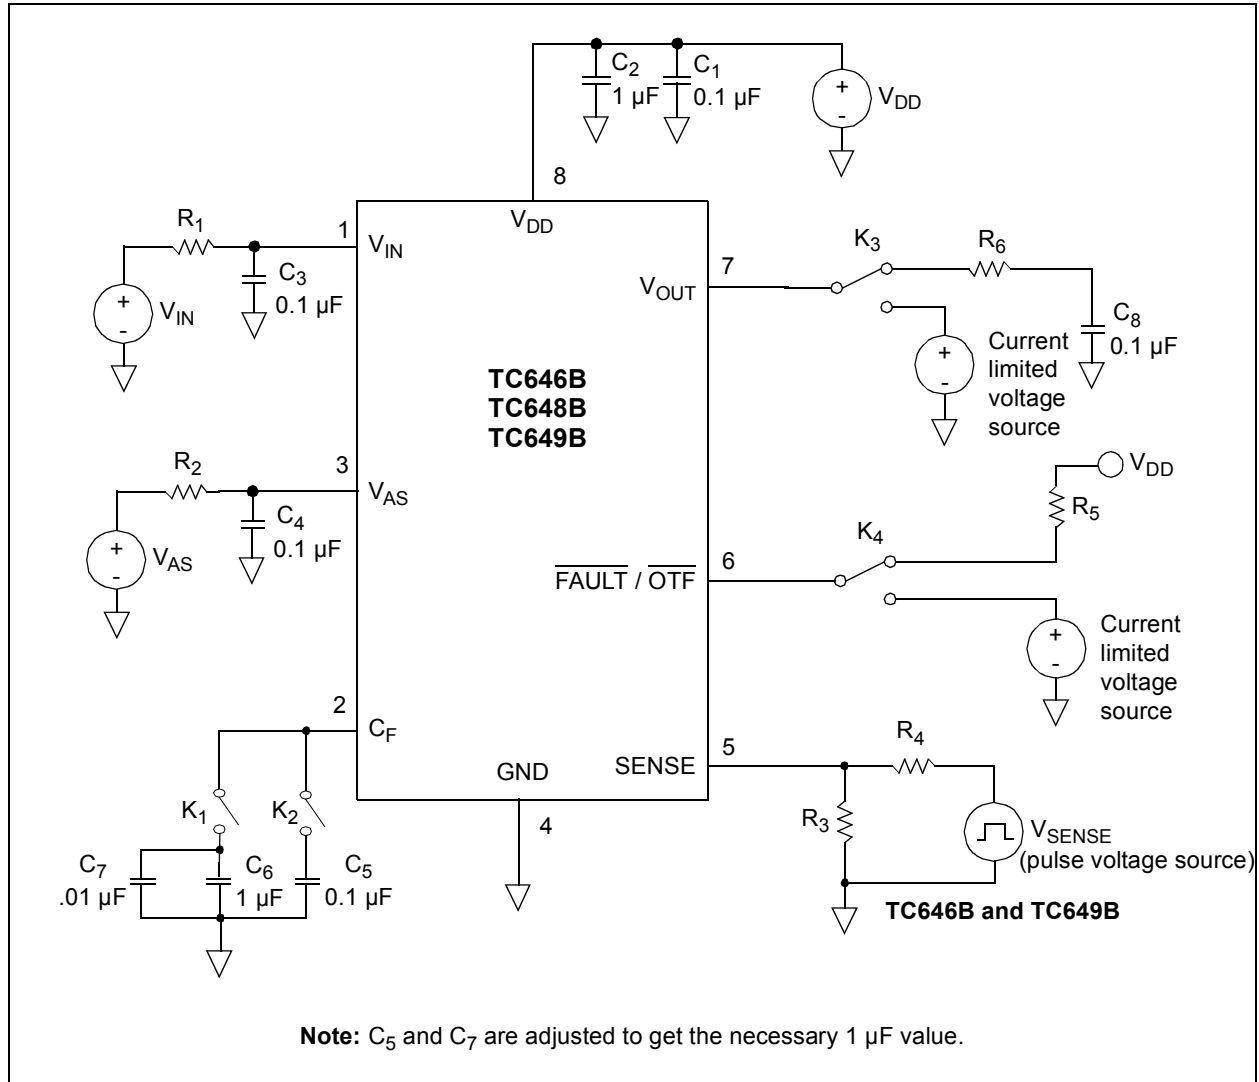 C2
1 µF
C1
0.1 µF
+
-
VDD
8
VDD
R1
1
VIN
C3
0.1 µF
+
-
VIN
7
VOUT
K3
R6
C8
0.1 µF
+
-
Current
limited
voltage
source
TC646B
TC648B
TC649B
R2
3
VAS
C4
0.1 µF
+
-
VAS
VDD
R5
K4
6
FAULT / OTF
+
-
Current
limited
voltage
source
2
CF
K1
K2
C7
.01 µF
C6
1 µF
C5
0.1 µF
GND
4
SENSE
5
R4
R3
VSENSE
(pulse voltage source)
TC646B and TC649B
Note: C5 and C7 are adjusted to get the necessary 1 µF value.